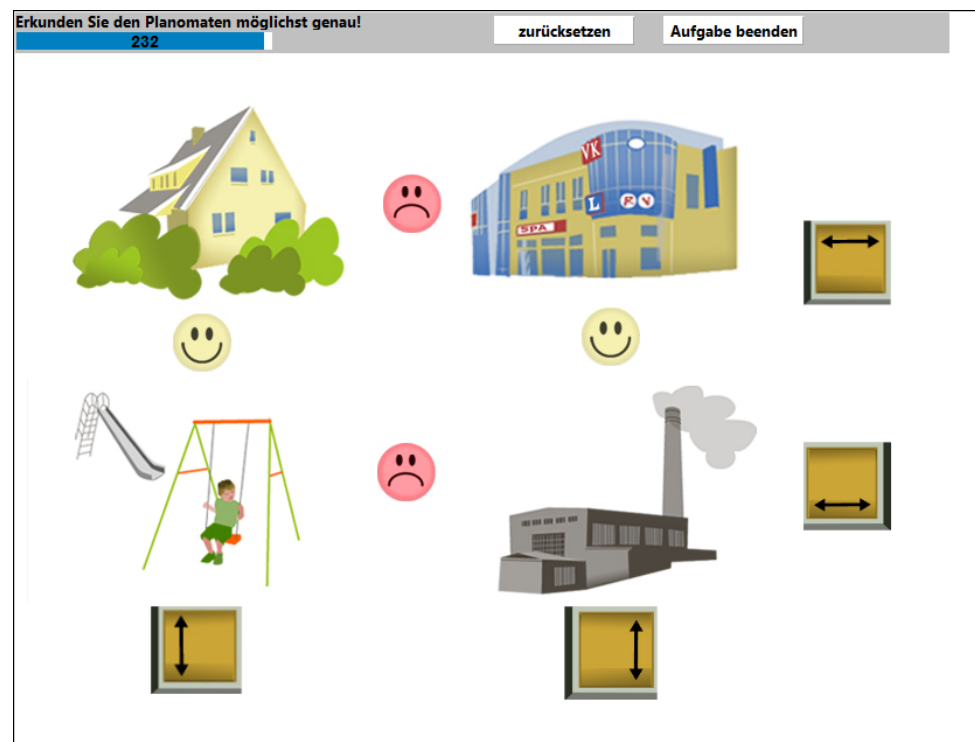 Erkunden Sie den Planomaten möglichst genau!
232
zurücksetzen
Aufgabe beenden
VK
L
R V
SPA